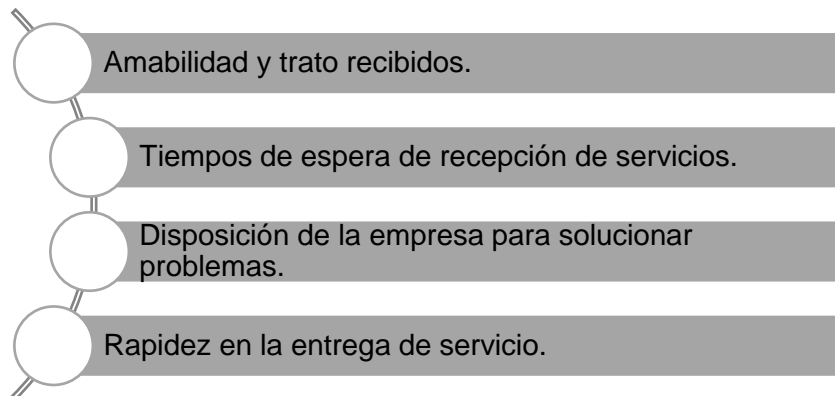 Amabilidad y trato recibidos.
Tiempos de espera de recepción de servicios.
Disposición de la empresa para solucionar
problemas.
Rapidez en la entrega de servicio.